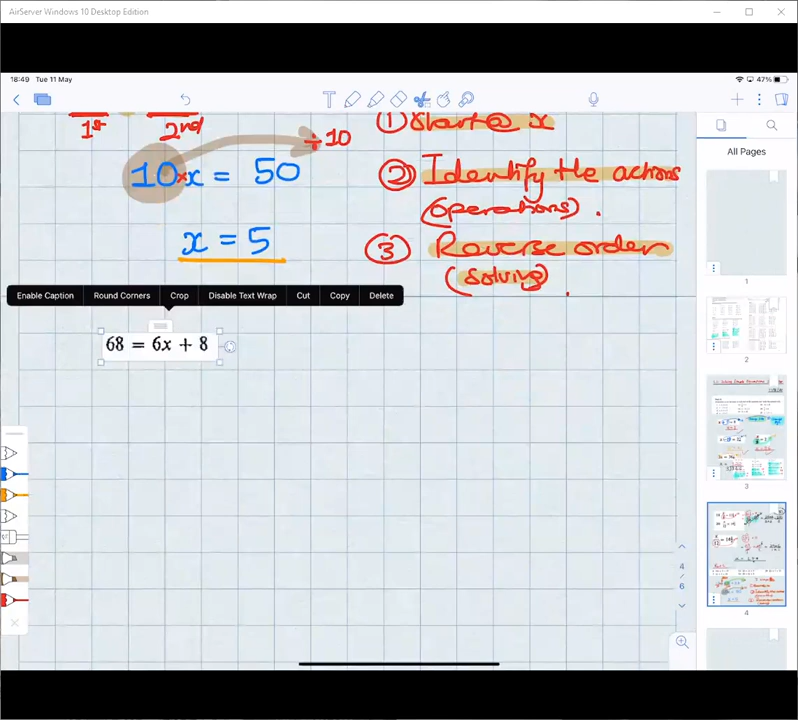 AirServer Windows 10 Desktop Edition
18:49 Tue 11 May
47%
1st
2nd
÷10
10×x = 50
x = 5
① Start@ x
② Identify the actions
(operations).
③ Reverse order
(solving).
Enable Caption
Round Corners
Crop
Disable Text Wrap
Cut
Copy
Delete
68 = 6x + 8
All Pages
1
2
3
4
4
/
6